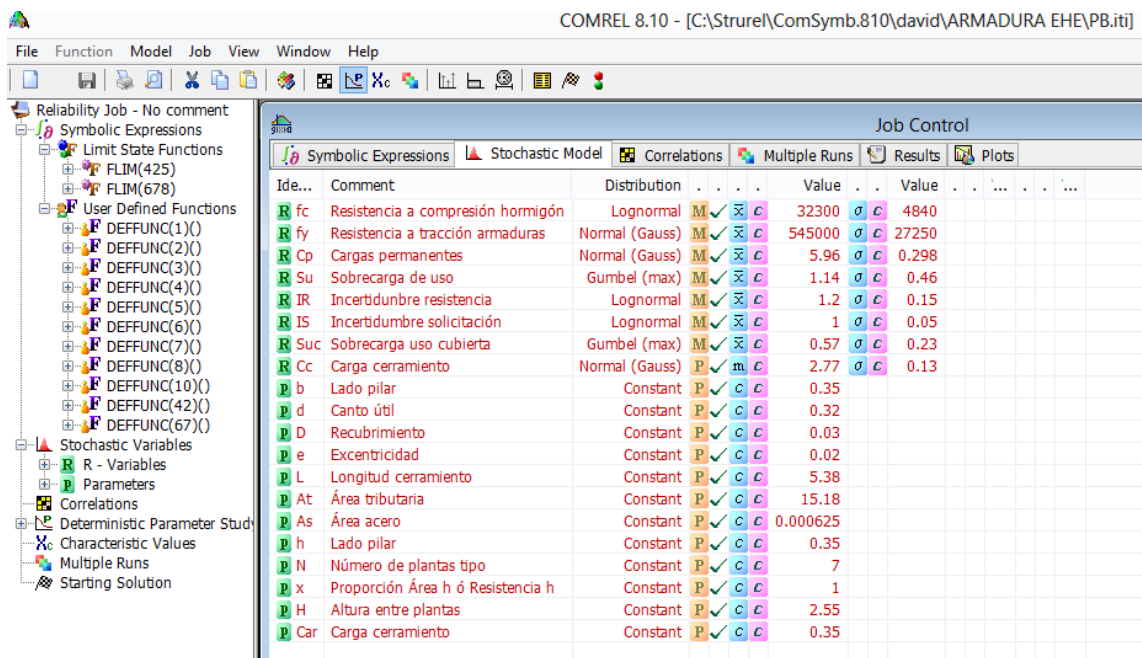 COMREL 8.10 - [C:\Strurel\ComSymb.810\david\ARMADURA EHE\PB.iti]
File Function Model Job View Window Help
Reliability Job - No comment
Symbolic Expressions
Limit State Functions
FLIM(425)
FLIM(678)
User Defined Functions
DEFFUNC(1)()
DEFFUNC(2)()
DEFFUNC(3)()
DEFFUNC(4)()
DEFFUNC(5)()
DEFFUNC(6)()
DEFFUNC(7)()
DEFFUNC(8)()
DEFFUNC(10)()
DEFFUNC(42)()
DEFFUNC(67)()
Stochastic Variables
R R - Variables
P Parameters
Correlations
Deterministic Parameter Study
Xc Characteristic Values
Multiple Runs
Starting Solution
Job Control
Symbolic Expressions Stochastic Model Correlations Multiple Runs Results Plots
Ide... Comment Distribution . . . . Value . . Value . . '... . . '...
R fc Resistencia a compresión hormigón Lognormal M x̅ c 32300 σ c 4840
R fy Resistencia a tracción armaduras Normal (Gauss) M x̅ c 545000 σ c 27250
R Cp Cargas permanentes Normal (Gauss) M x̅ c 5.96 σ c 0.298
R Su Sobrecarga de uso Gumbel (max) M x̅ c 1.14 σ c 0.46
R IR Incertidunbre resistencia Lognormal M x̅ c 1.2 σ c 0.15
R IS Incertidumbre solicitación Lognormal M x̅ c 1 σ c 0.05
R Suc Sobrecarga uso cubierta Gumbel (max) M x̅ c 0.57 σ c 0.23
R Cc Carga cerramiento Normal (Gauss) P m c 2.77 σ c 0.13
P b Lado pilar Constant P c c 0.35
P d Canto útil Constant P c c 0.32
P D Recubrimiento Constant P c c 0.03
P e Excentricidad Constant P c c 0.02
P L Longitud cerramiento Constant P c c 5.38
P At Área tributaria Constant P c c 15.18
P As Área acero Constant P c c 0.000625
P h Lado pilar Constant P c c 0.35
P N Número de plantas tipo Constant P c c 7
P x Proporción Área h ó Resistencia h Constant P c c 1
P H Altura entre plantas Constant P c c 2.55
P Car Carga cerramiento Constant P c c 0.35